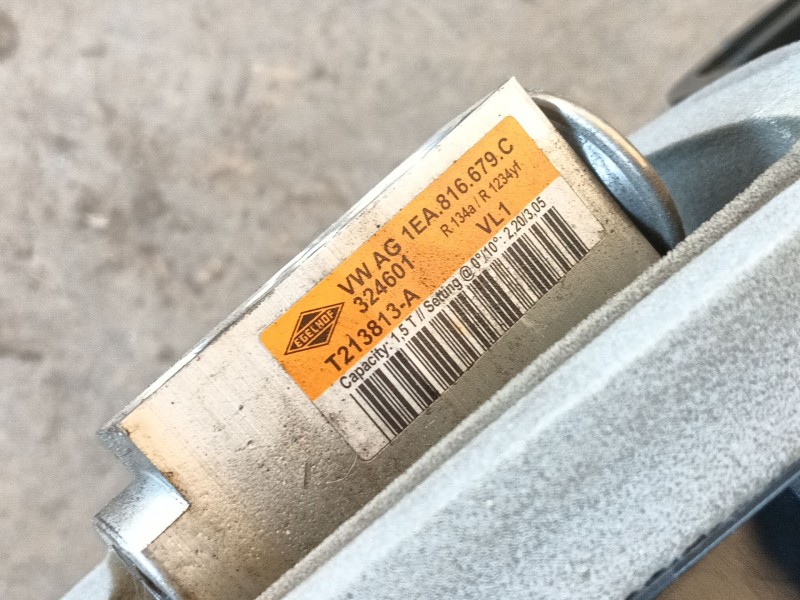 EGELHOF
VW AG 1EA.816.679.C
324601
R 134a / R 1234yf
T213813-A
VL1
Capacity: 1,5 T // Setting @ 0°/10°: 2,20/3,05